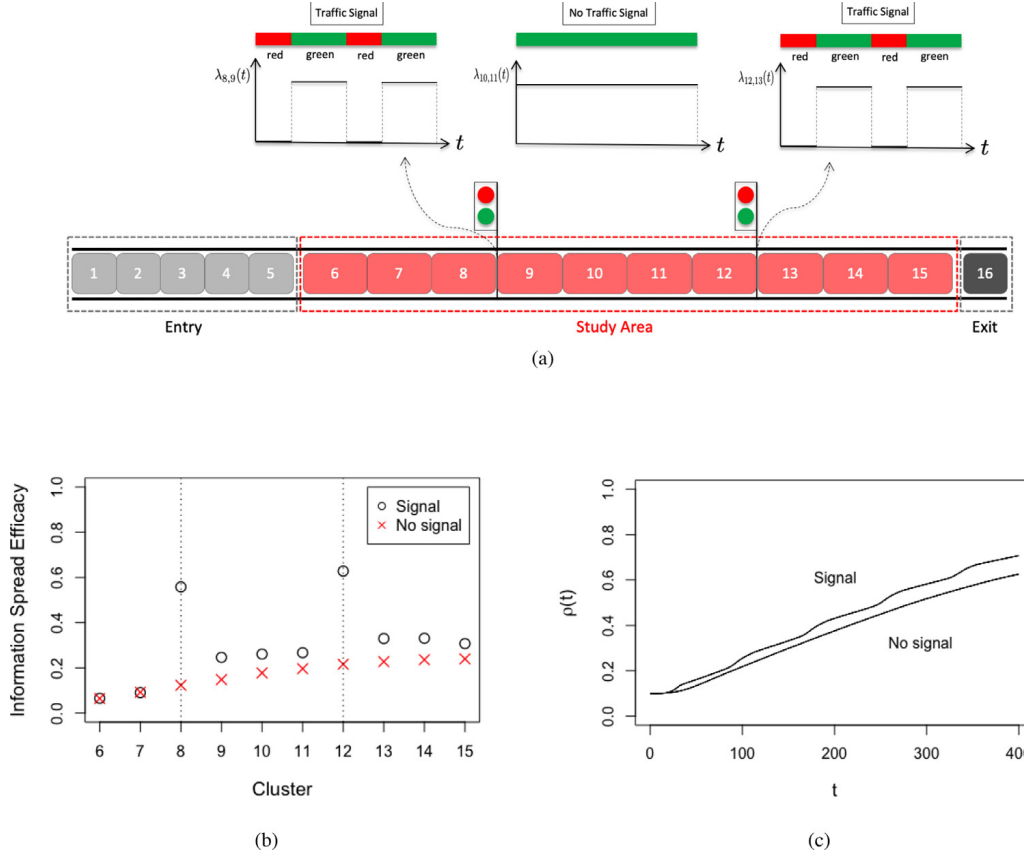 Traffic Signal
No Traffic Signal
Traffic Signal
red green red green
red green red green
λ8,9(t)
λ10,11(t)
λ12,13(t)
t
t
t
1 2 3 4 5 6 7 8 9 10 11 12 13 14 15 16
Entry
Study Area
Exit
(a)
Information Spread Efficacy
1.0
0.8
0.6
0.4
0.2
0.0
Signal
No signal
6 7 8 9 10 11 12 13 14 15
Cluster
(b)
ρ(t)
1.0
0.8
0.6
0.4
0.2
0.0
Signal
No signal
0 100 200 300 400
t
(c)